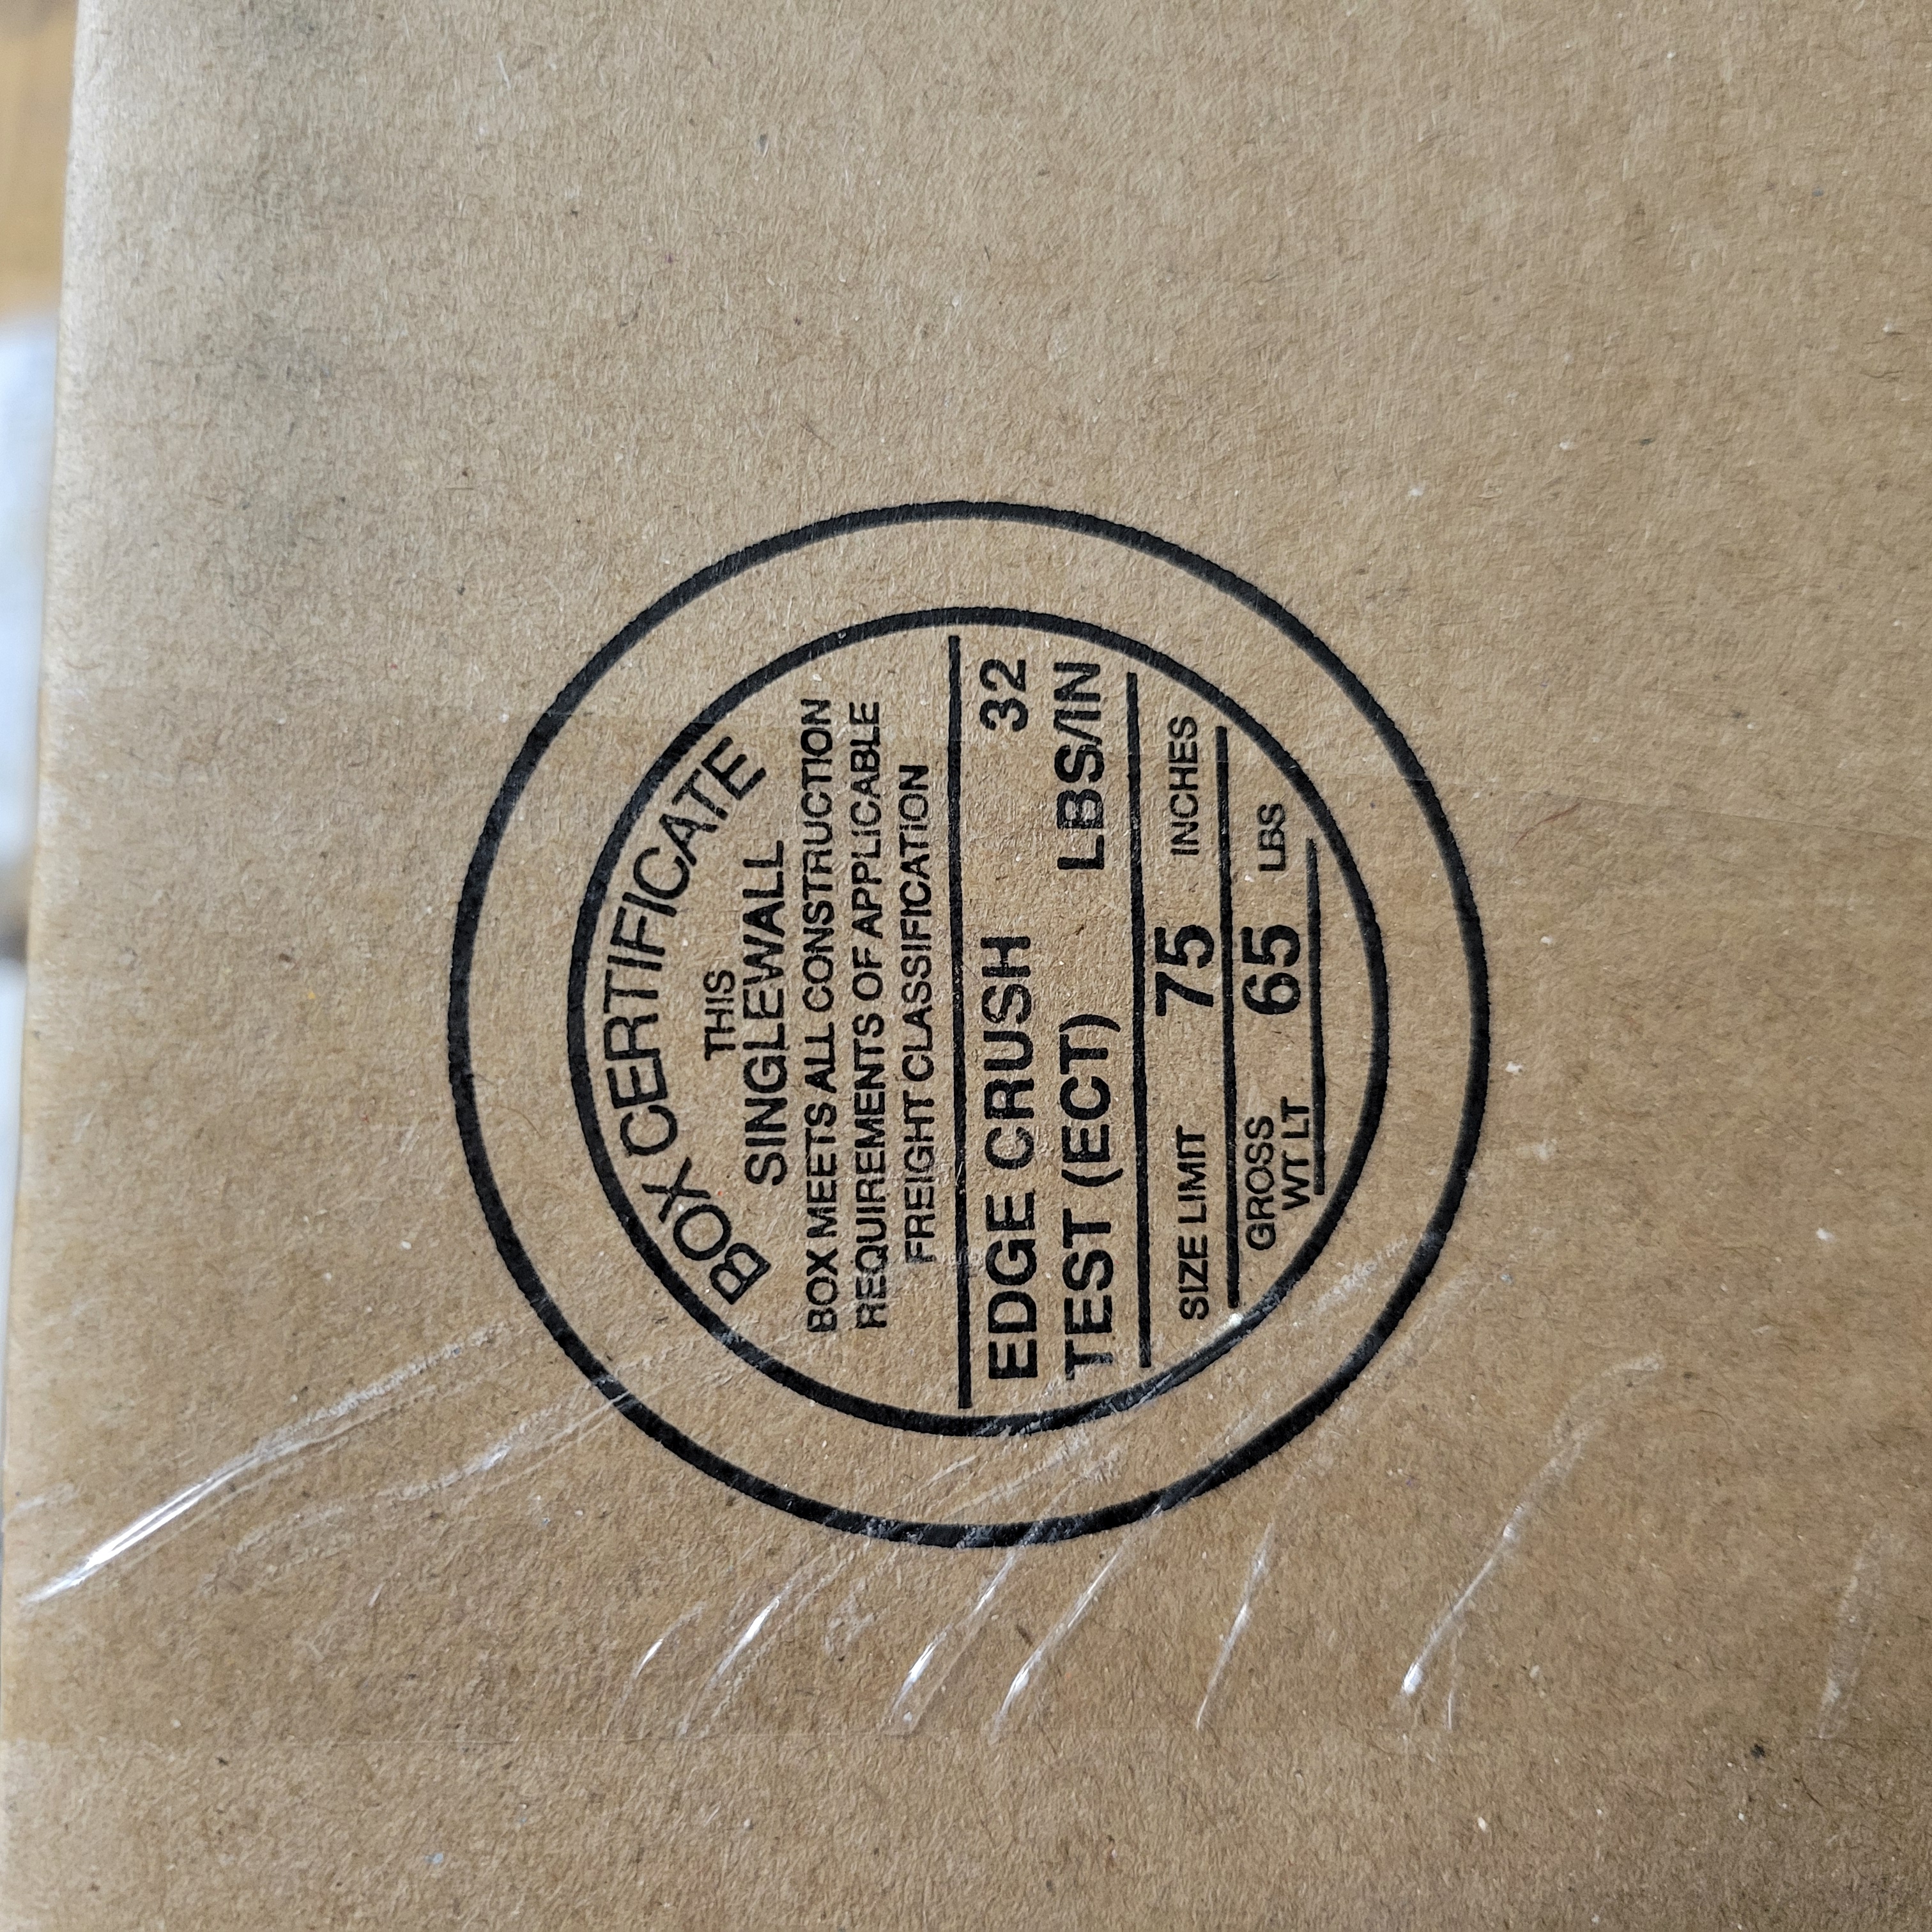 BOX CERTIFICATE
THIS
SINGLEWALL
BOX MEETS ALL CONSTRUCTION
REQUIREMENTS OF APPLICABLE
FREIGHT CLASSIFICATION
EDGE CRUSH 32
TEST (ECT) LBS/IN
SIZE LIMIT 75 INCHES
GROSS 65 LBS
WT LT